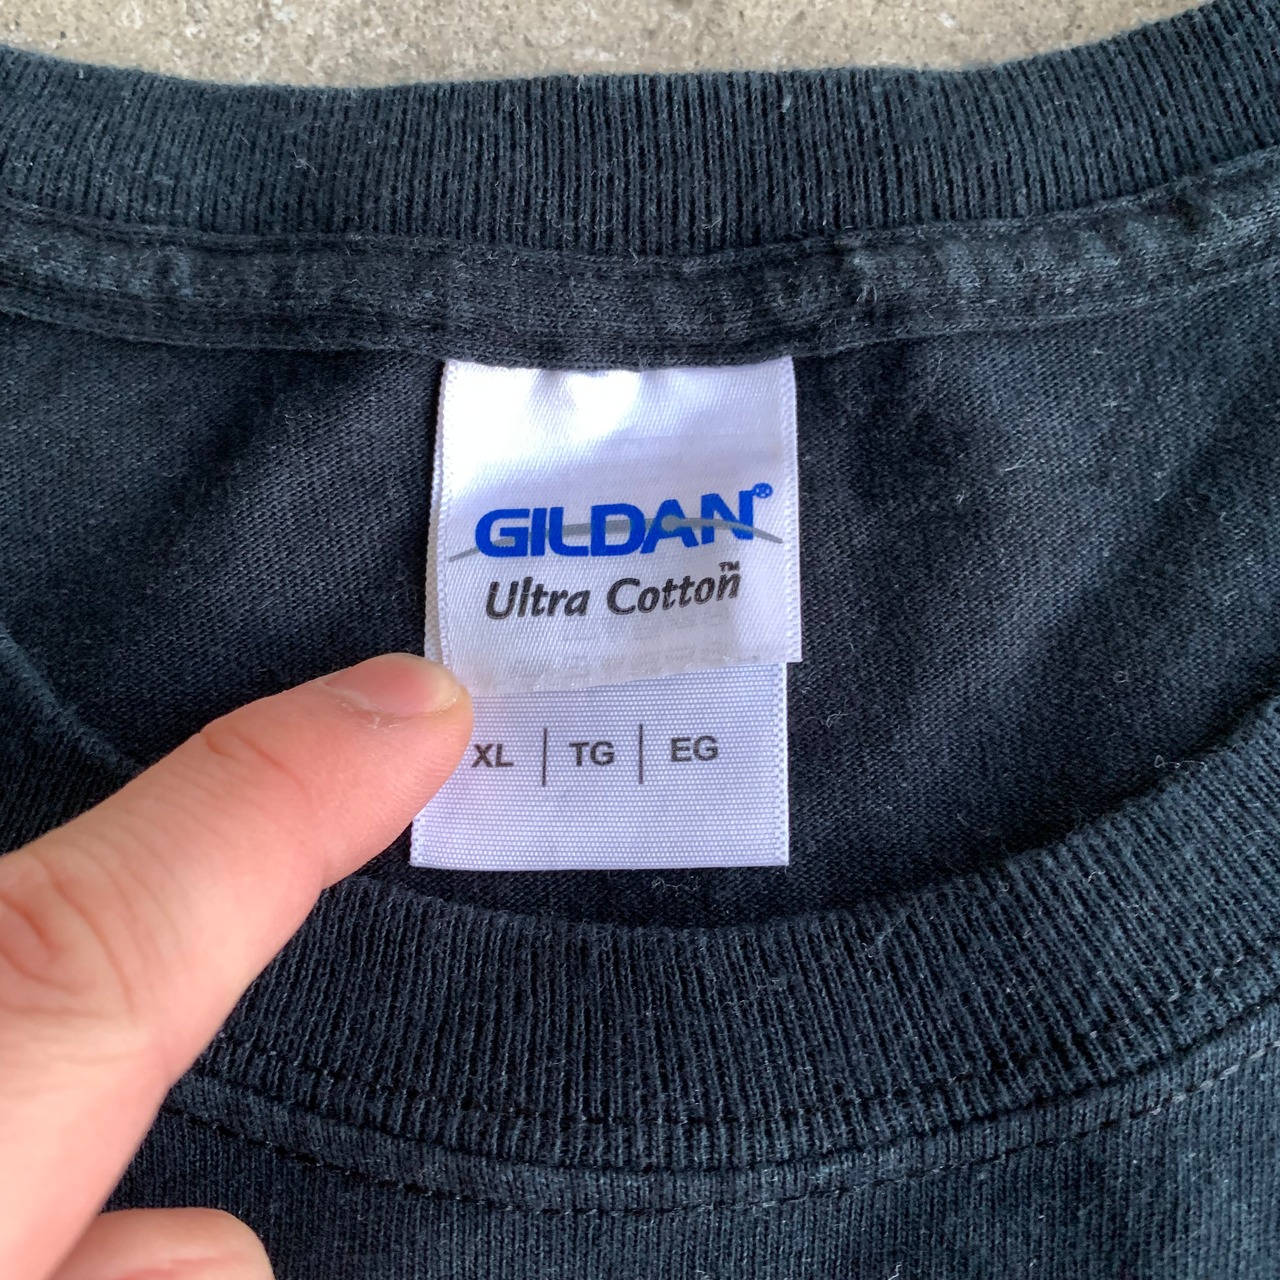 GILDAN®
Ultra Cotton™
XL | TG | EG